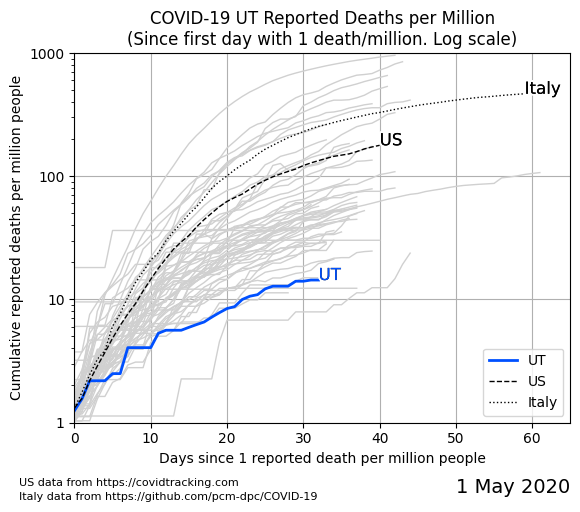 COVID-19 UT Reported Deaths per Million
(Since first day with 1 death/million. Log scale)
Cumulative reported deaths per million people
1000
100
10
1
Italy
US
UT
UT
US
Italy
0 10 20 30 40 50 60
Days since 1 reported death per million people
US data from https://covidtracking.com
Italy data from https://github.com/pcm-dpc/COVID-19
1 May 2020